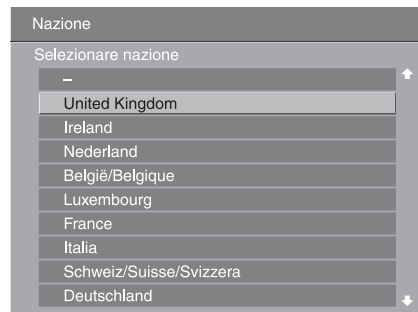 Nazione
Selezionare nazione
–
United Kingdom
Ireland
Nederland
België/Belgique
Luxembourg
France
Italia
Schweiz/Suisse/Svizzera
Deutschland